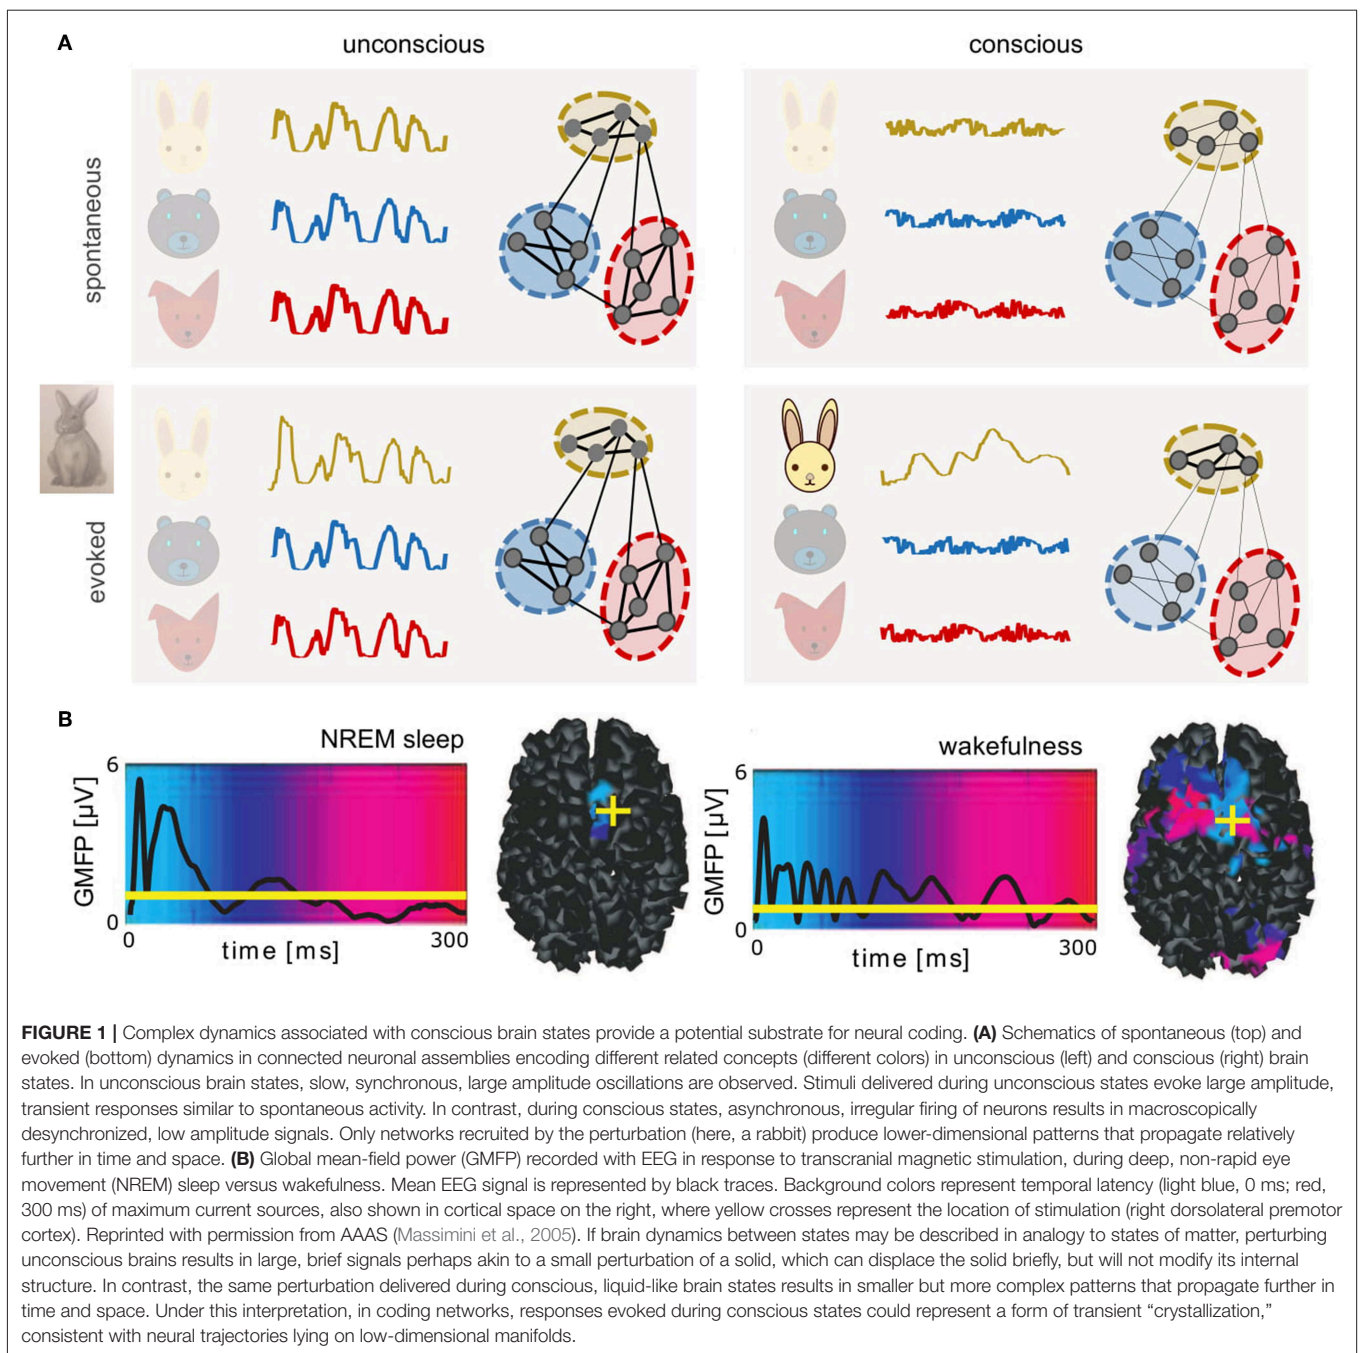 A
unconscious
conscious
spontaneous
evoked
B
NREM sleep
wakefulness
6
GMFP [µV]
0
0
300
time [ms]
6
GMFP [µV]
0
0
300
time [ms]
FIGURE 1 | Complex dynamics associated with conscious brain states provide a potential substrate for neural coding. (A) Schematics of spontaneous (top) and
evoked (bottom) dynamics in connected neuronal assemblies encoding different related concepts (different colors) in unconscious (left) and conscious (right) brain
states. In unconscious brain states, slow, synchronous, large amplitude oscillations are observed. Stimuli delivered during unconscious states evoke large amplitude,
transient responses similar to spontaneous activity. In contrast, during conscious states, asynchronous, irregular firing of neurons results in macroscopically
desynchronized, low amplitude signals. Only networks recruited by the perturbation (here, a rabbit) produce lower-dimensional patterns that propagate relatively
further in time and space. (B) Global mean-field power (GMFP) recorded with EEG in response to transcranial magnetic stimulation, during deep, non-rapid eye
movement (NREM) sleep versus wakefulness. Mean EEG signal is represented by black traces. Background colors represent temporal latency (light blue, 0 ms; red,
300 ms) of maximum current sources, also shown in cortical space on the right, where yellow crosses represent the location of stimulation (right dorsolateral premotor
cortex). Reprinted with permission from AAAS (Massimini et al., 2005). If brain dynamics between states may be described in analogy to states of matter, perturbing
unconscious brains results in large, brief signals perhaps akin to a small perturbation of a solid, which can displace the solid briefly, but will not modify its internal
structure. In contrast, the same perturbation delivered during conscious, liquid-like brain states results in smaller but more complex patterns that propagate further in
time and space. Under this interpretation, in coding networks, responses evoked during conscious states could represent a form of transient “crystallization,”
consistent with neural trajectories lying on low-dimensional manifolds.